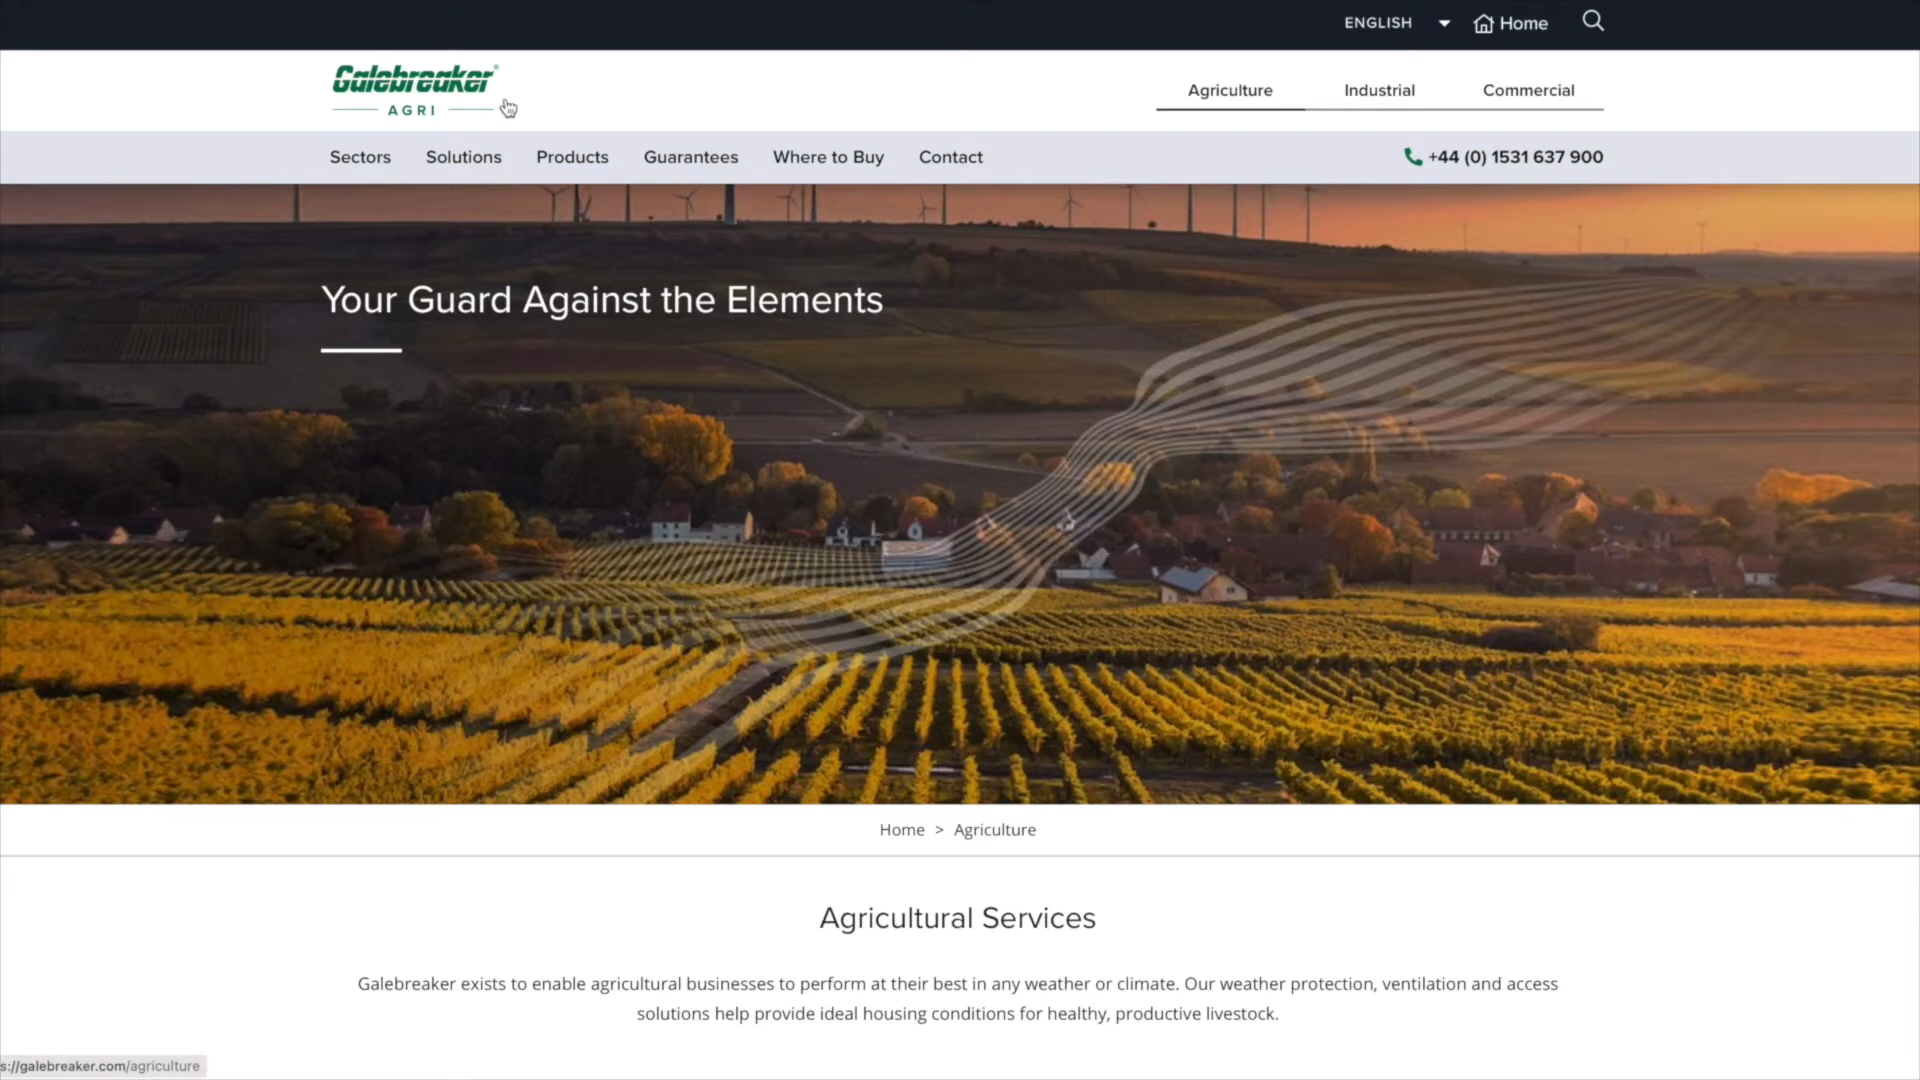 ENGLISH Home
Galebreaker®
AGRI
Agriculture Industrial Commercial
Sectors Solutions Products Guarantees Where to Buy Contact +44 (0) 1531 637 900
Your Guard Against the Elements
Home > Agriculture
Agricultural Services
Galebreaker exists to enable agricultural businesses to perform at their best in any weather or climate. Our weather protection, ventilation and access
solutions help provide ideal housing conditions for healthy, productive livestock.
s://galebreaker.com/agriculture